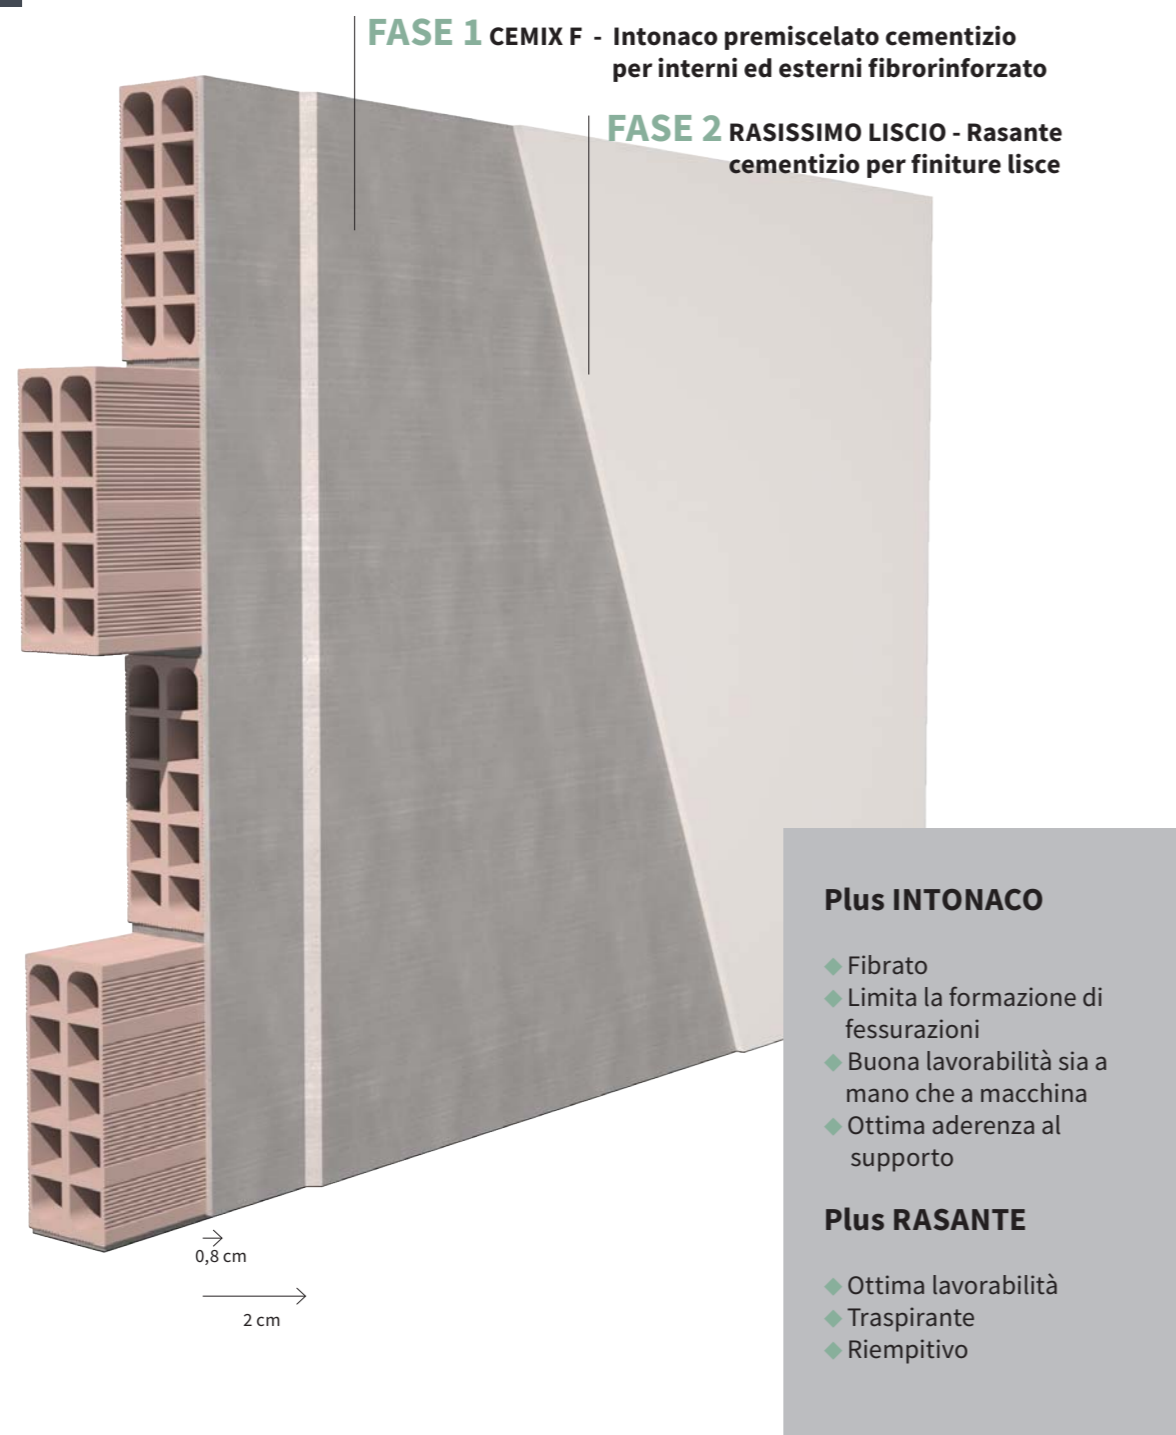 FASE 1 CEMIX F - Intonaco premiscelato cementizio
per interni ed esterni fibrorinforzato
FASE 2 RASISSIMO LISCIO - Rasante
cementizio per finiture lisce
Plus INTONACO
◆ Fibrato
◆ Limita la formazione di
fessurazioni
◆ Buona lavorabilità sia a
mano che a macchina
◆ Ottima aderenza al
supporto
Plus RASANTE
◆ Ottima lavorabilità
◆ Traspirante
◆ Riempitivo
0,8 cm
2 cm